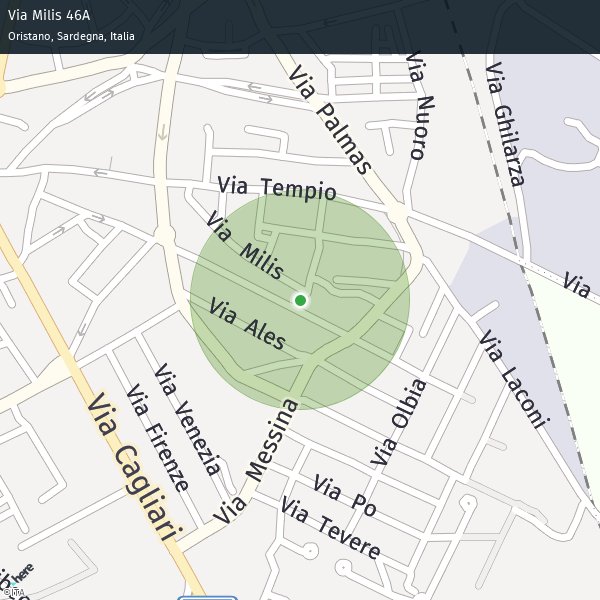 Via Milis 46A
Oristano, Sardegna, Italia
Via Palmas
Via Nuoro
Via Ghilarza
Via Tempio
Via Milis
Via
Via Ales
Via Laconi
Via Venezia
Via Firenze
Via Olbia
Via Cagliari
Via Messina
Via Po
Via Tevere
here